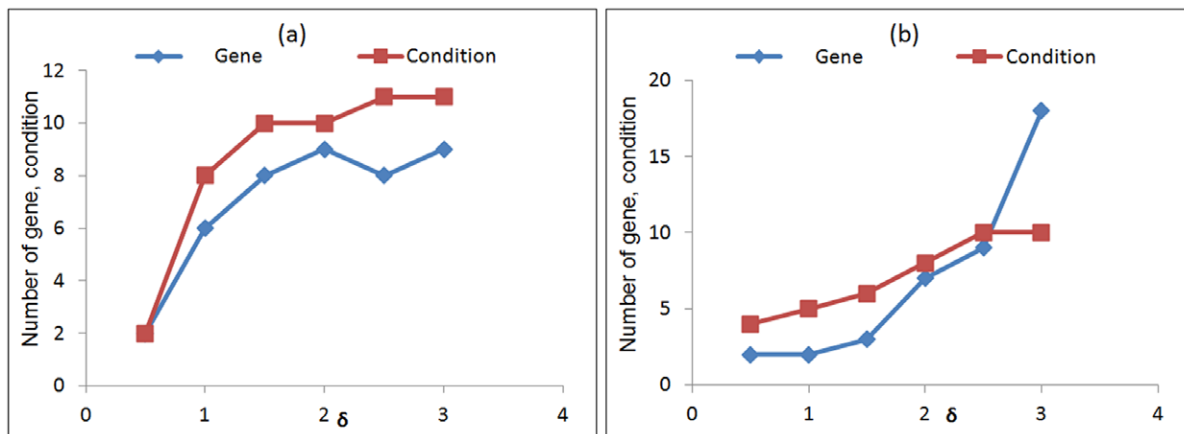 (a)
Gene Condition
Number of gene, condition
12
10
8
6
4
2
0
0 1 2 δ 3 4
(b)
Gene Condition
Number of gene, condition
20
15
10
5
0
0 1 2 δ 3 4